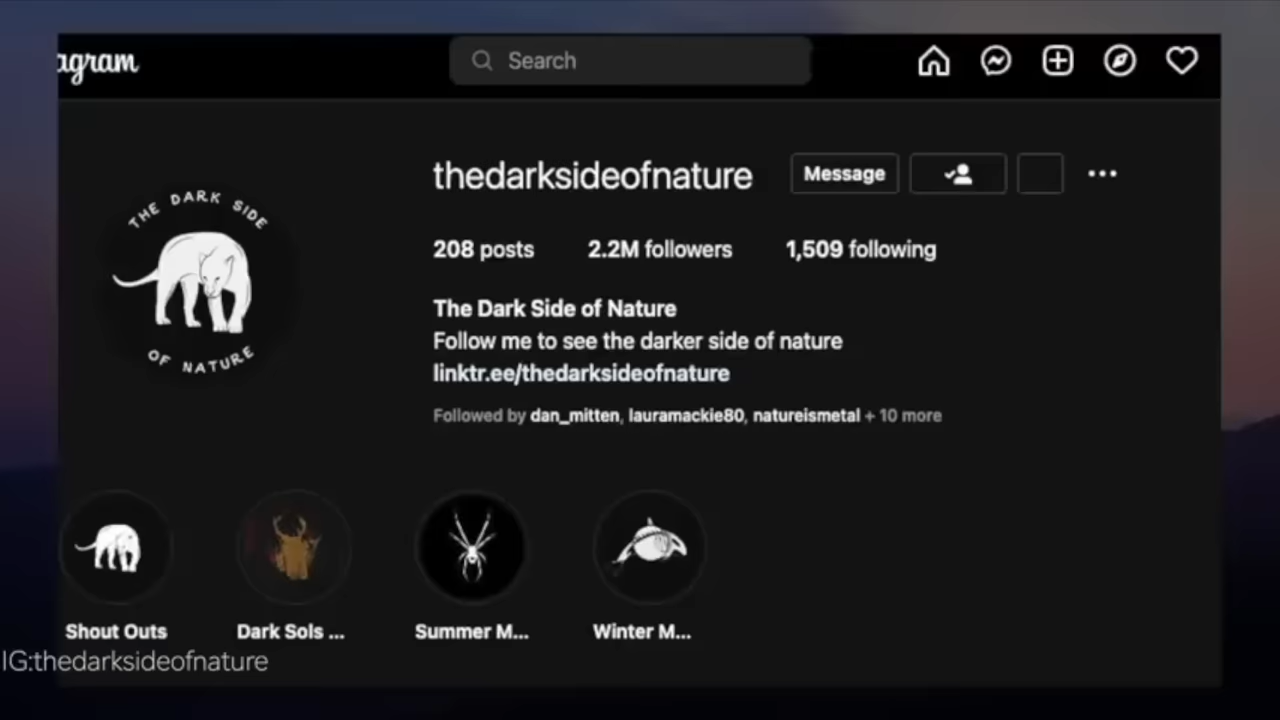 agram
Search
thedarksideofnature
Message
208 posts 2.2M followers 1,509 following
THE DARK SIDE
OF NATURE
The Dark Side of Nature
Follow me to see the darker side of nature
linktr.ee/thedarksideofnature
Followed by dan_mitten, lauramackie80, natureismetal + 10 more
Shout Outs Dark Sols ... Summer M... Winter M...
IG:thedarksideofnature